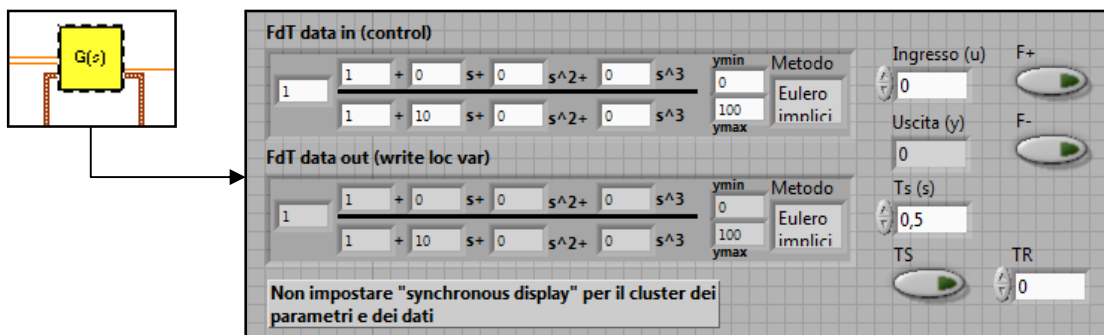 G(s)
FdT data in (control)
1
1 + 0 s+ 0 s^2+ 0 s^3
1 + 10 s+ 0 s^2+ 0 s^3
ymin
0
100
ymax
Metodo
Eulero
implici
FdT data out (write loc var)
1
1 + 0 s+ 0 s^2+ 0 s^3
1 + 10 s+ 0 s^2+ 0 s^3
ymin
0
100
ymax
Metodo
Eulero
implici
Non impostare "synchronous display" per il cluster dei
parametri e dei dati
Ingresso (u)
0
F+
Uscita (y)
0
F-
Ts (s)
0,5
TS
TR
0